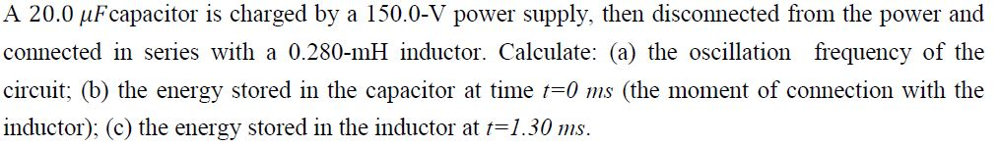 A 20.0 μFcapacitor is charged by a 150.0-V power supply, then disconnected from the power and
connected in series with a 0.280-mH inductor. Calculate: (a) the oscillation frequency of the
circuit; (b) the energy stored in the capacitor at time t=0 ms (the moment of connection with the
inductor); (c) the energy stored in the inductor at t=1.30 ms.